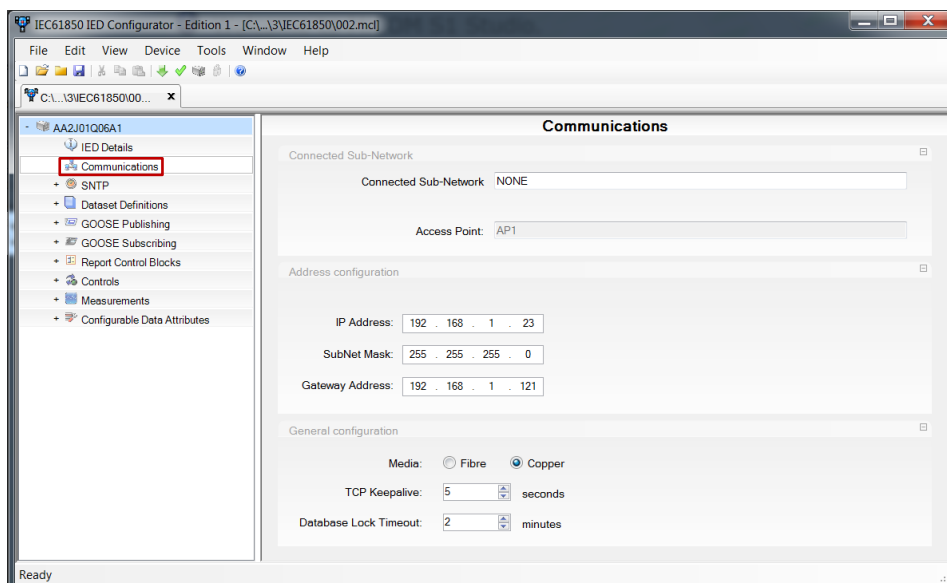 IEC61850 IED Configurator - Edition 1 - [C:\...\3\IEC61850\002.mcl]
File Edit View Device Tools Window Help
C:\...\3\IEC61850\00... x
- AA2J01Q06A1
IED Details
Communications
+ SNTP
+ Dataset Definitions
+ GOOSE Publishing
+ GOOSE Subscribing
+ Report Control Blocks
+ Controls
+ Measurements
+ Configurable Data Attributes
Communications
Connected Sub-Network
Connected Sub-Network NONE
Access Point: AP1
Address configuration
IP Address: 192 . 168 . 1 . 23
SubNet Mask: 255 . 255 . 255 . 0
Gateway Address: 192 . 168 . 1 . 121
General configuration
Media: Fibre Copper
TCP Keepalive: 5 seconds
Database Lock Timeout: 2 minutes
Ready